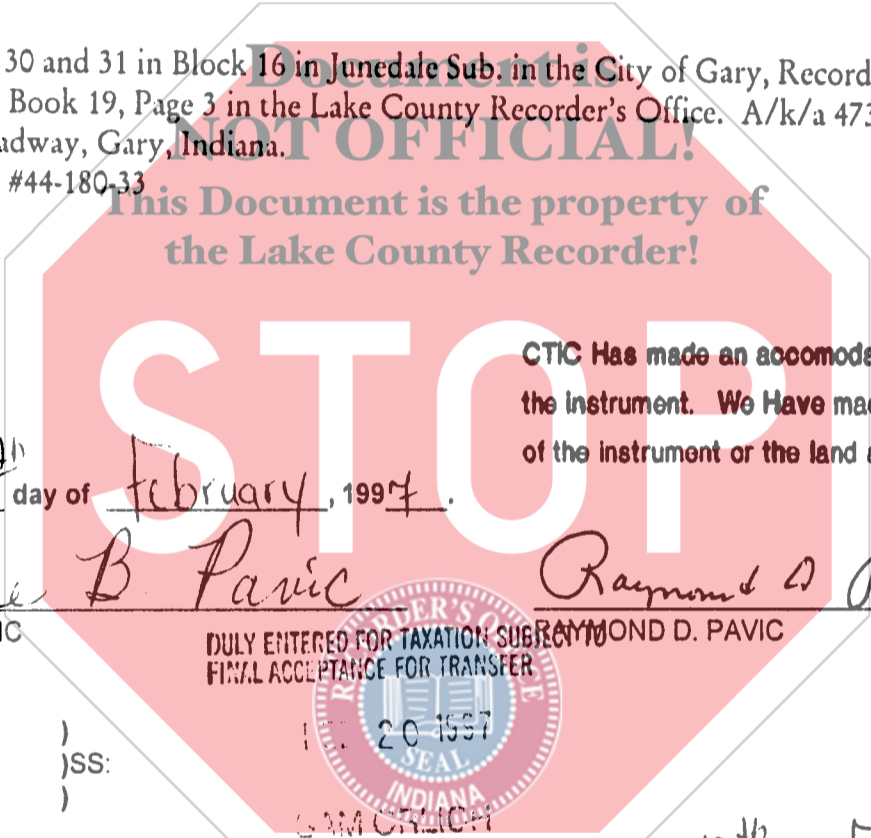 30 and 31 in Block 16 in Junedale Sub. in the City of Gary, Record
Book 19, Page 3 in the Lake County Recorder's Office. A/k/a 473
adway, Gary, Indiana.
#44-180-33
Document is
NOT OFFICIAL!
This Document is the property of
the Lake County Recorder!
STOP
CTIC Has made an accomoda
the instrument. We Have mad
of the instrument or the land a
day of February, 1997.
B Pavic
Raymond D
IC
RAYMOND D. PAVIC
DULY ENTERED FOR TAXATION SUBJECT TO
FINAL ACCEPTANCE FOR TRANSFER
20 1997
RECORDER'S OFFICE
SEAL
INDIANA
)
)SS:
)
SAM ORLICH